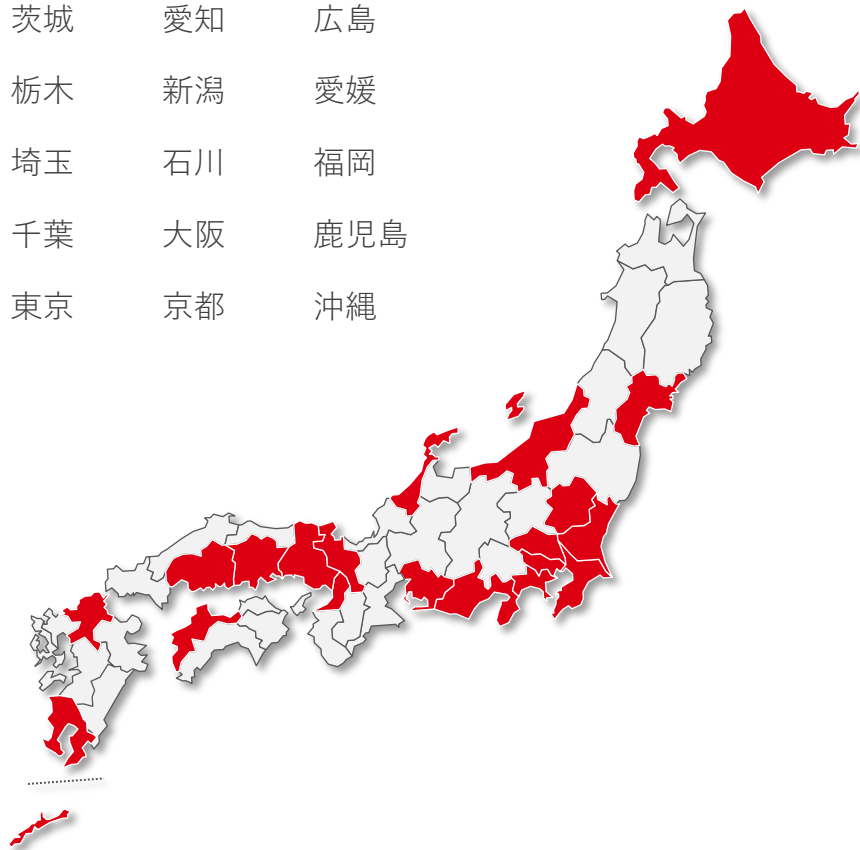 茨城 愛知 広島
栃木 新潟 愛媛
埼玉 石川 福岡
千葉 大阪 鹿児島
東京 京都 沖縄